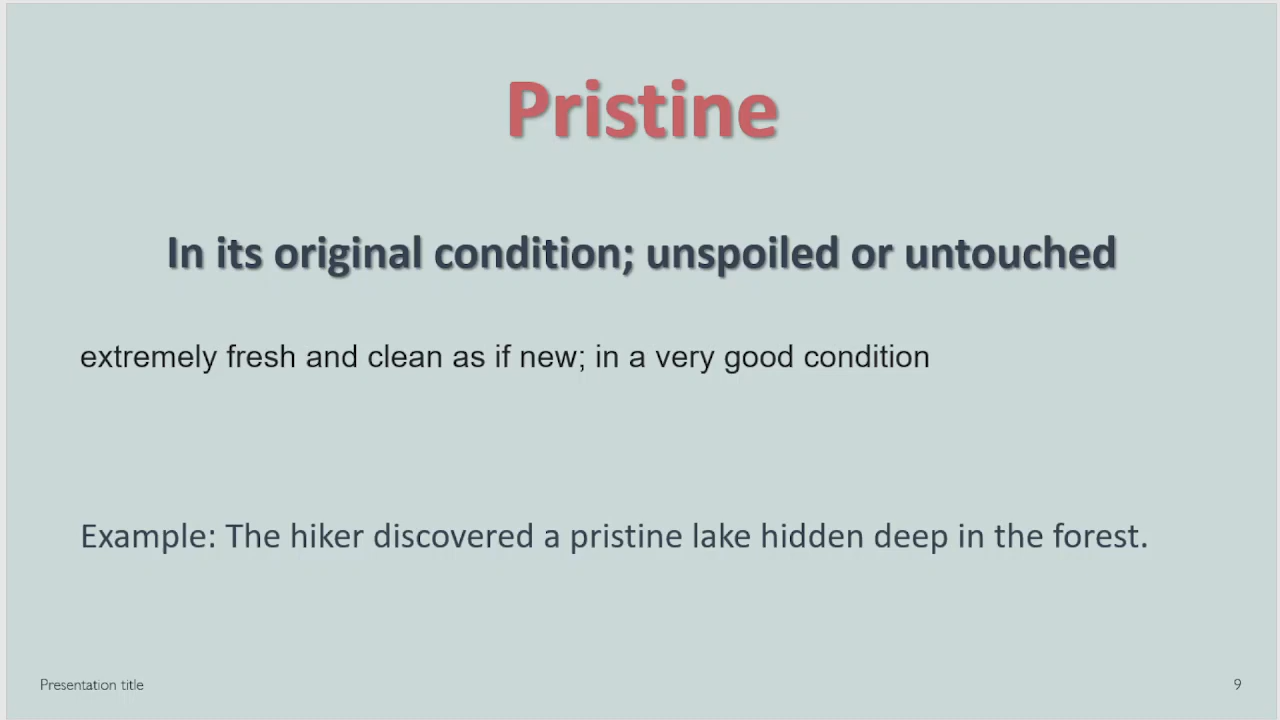 Pristine
In its original condition; unspoiled or untouched
extremely fresh and clean as if new; in a very good condition
Example: The hiker discovered a pristine lake hidden deep in the forest.
Presentation title
9